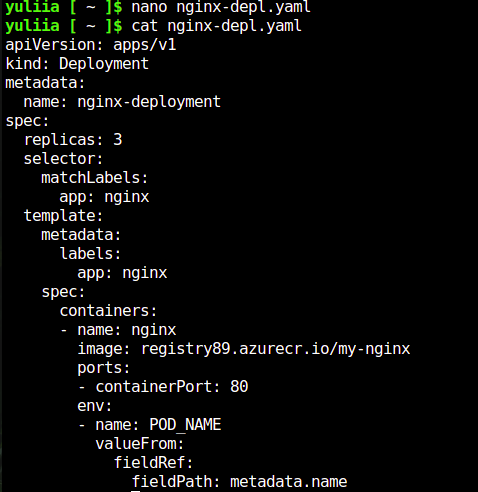 yuliia [ ~ ]$ nano nginx-depl.yaml
yuliia [ ~ ]$ cat nginx-depl.yaml
apiVersion: apps/v1
kind: Deployment
metadata:
  name: nginx-deployment
spec:
  replicas: 3
  selector:
    matchLabels:
      app: nginx
  template:
    metadata:
      labels:
        app: nginx
    spec:
      containers:
      - name: nginx
        image: registry89.azurecr.io/my-nginx
        ports:
        - containerPort: 80
        env:
        - name: POD_NAME
          valueFrom:
            fieldRef:
              fieldPath: metadata.name